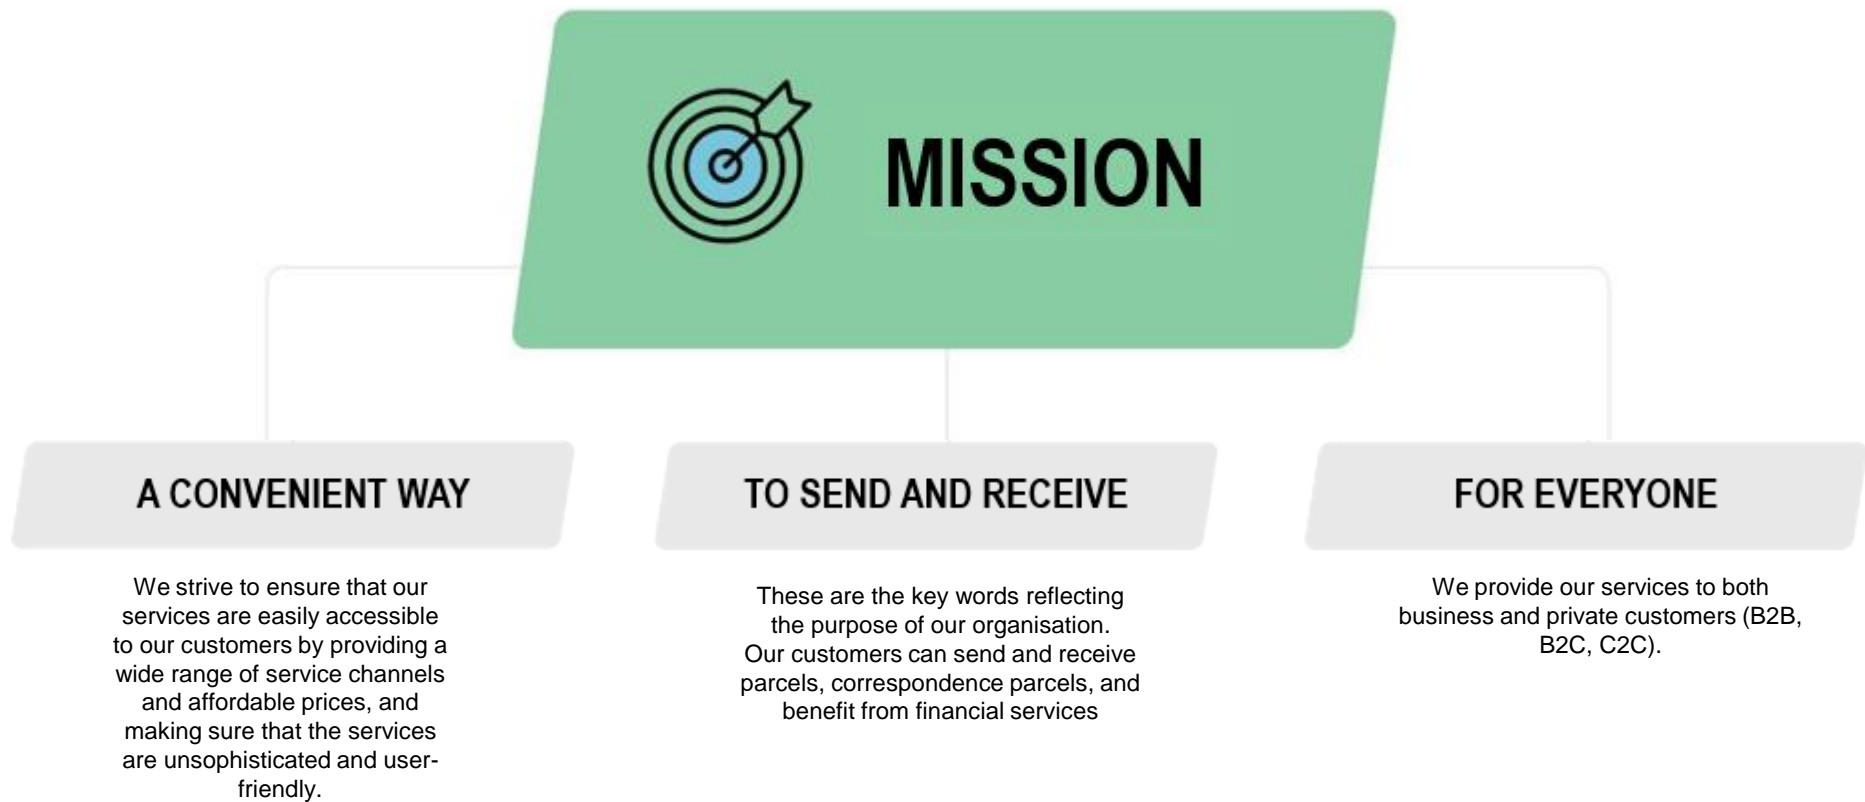 MISSION
A CONVENIENT WAY
We strive to ensure that our
services are easily accessible
to our customers by providing a
wide range of service channels
and affordable prices, and
making sure that the services
are unsophisticated and user-
friendly.
TO SEND AND RECEIVE
These are the key words reflecting
the purpose of our organisation.
Our customers can send and receive
parcels, correspondence parcels, and
benefit from financial services
FOR EVERYONE
We provide our services to both
business and private customers (B2B,
B2C, C2C).